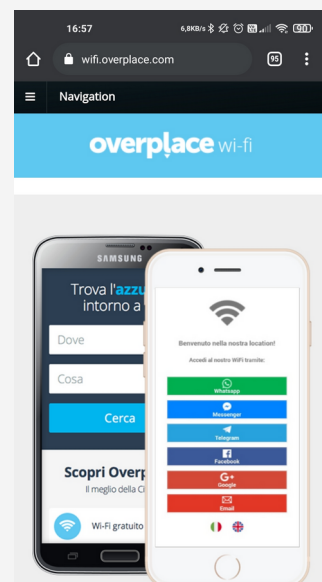 16:57
6,8KB/s
90
wifi.overplace.com
95
Navigation
overplace wi-fi
SAMSUNG
Trova l'azzu
intorno a
Dove
Cosa
Cerca
Scopri Overp
Il meglio della Ci
Wi-Fi gratuito
Benvenuto nella nostra location!
Accedi al nostro WiFi tramite:
Whatsapp
Messenger
Telegram
Facebook
G+
Google
Email